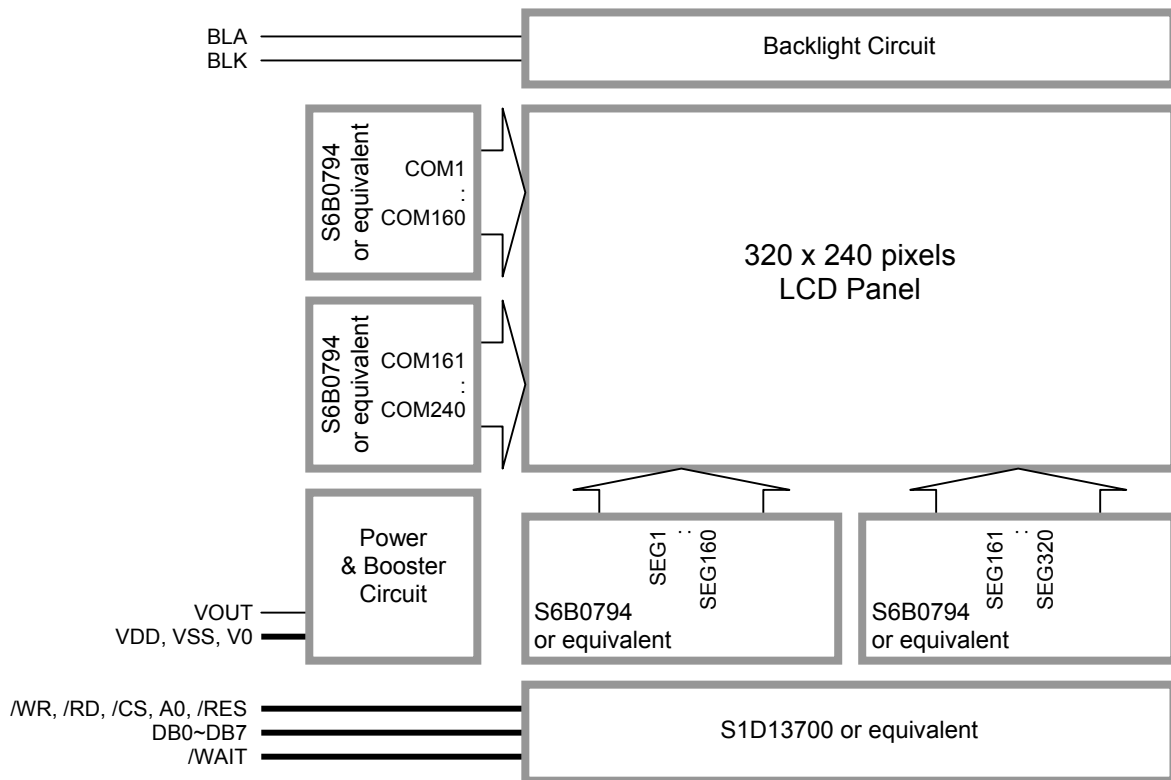 BLA
BLK
Backlight Circuit
S6B0794
or equivalent
COM1
..
COM160
320 x 240 pixels
LCD Panel
S6B0794
or equivalent
COM161
..
COM240
Power
& Booster
Circuit
VOUT
VDD, VSS, V0
SEG1
..
SEG160
S6B0794
or equivalent
SEG161
..
SEG320
S6B0794
or equivalent
/WR, /RD, /CS, A0, /RES
DB0~DB7
/WAIT
S1D13700 or equivalent